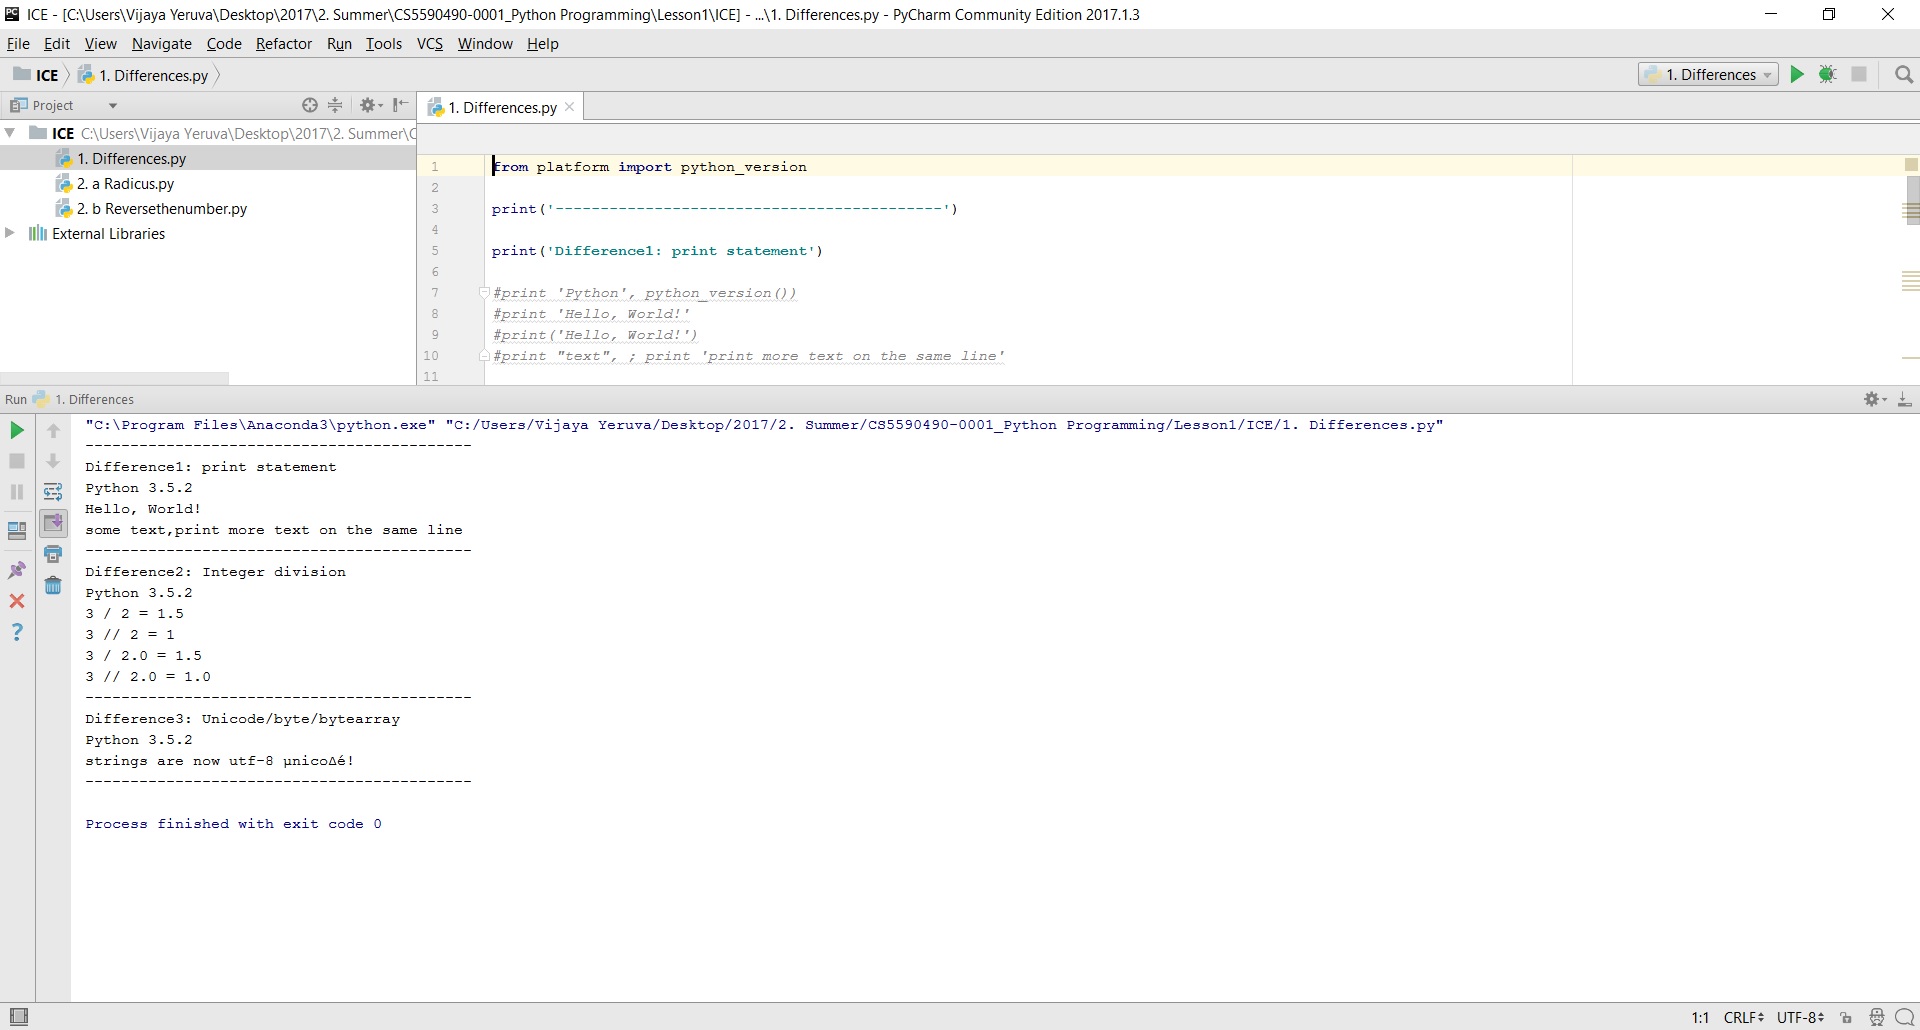 ICE - [C:\Users\Vijaya Yeruva\Desktop\2017\2. Summer\CS5590490-0001_Python Programming\Lesson1\ICE] - ...\1. Differences.py - PyCharm Community Edition 2017.1.3
File Edit View Navigate Code Refactor Run Tools VCS Window Help
ICE 1. Differences.py 1. Differences
Project 1. Differences.py
ICE C:\Users\Vijaya Yeruva\Desktop\2017\2. Summer\C
1. Differences.py
2. a Radicus.py
2. b Reversethenumber.py
External Libraries
1 from platform import python_version
2
3 print('-------------------------------------------')
4
5 print('Difference1: print statement')
6
7 #print 'Python', python_version())
8 #print 'Hello, World!'
9 #print('Hello, World!')
10 #print "text", ; print 'print more text on the same line'
11
Run 1. Differences
"C:\Program Files\Anaconda3\python.exe" "C:/Users/Vijaya Yeruva/Desktop/2017/2. Summer/CS5590490-0001_Python Programming/Lesson1/ICE/1. Differences.py"
-------------------------------------------
Difference1: print statement
Python 3.5.2
Hello, World!
some text,print more text on the same line
-------------------------------------------
Difference2: Integer division
Python 3.5.2
3 / 2 = 1.5
3 // 2 = 1
3 / 2.0 = 1.5
3 // 2.0 = 1.0
-------------------------------------------
Difference3: Unicode/byte/bytearray
Python 3.5.2
strings are now utf-8 μnico∆é!
-------------------------------------------
Process finished with exit code 0
1:1 CRLF UTF-8